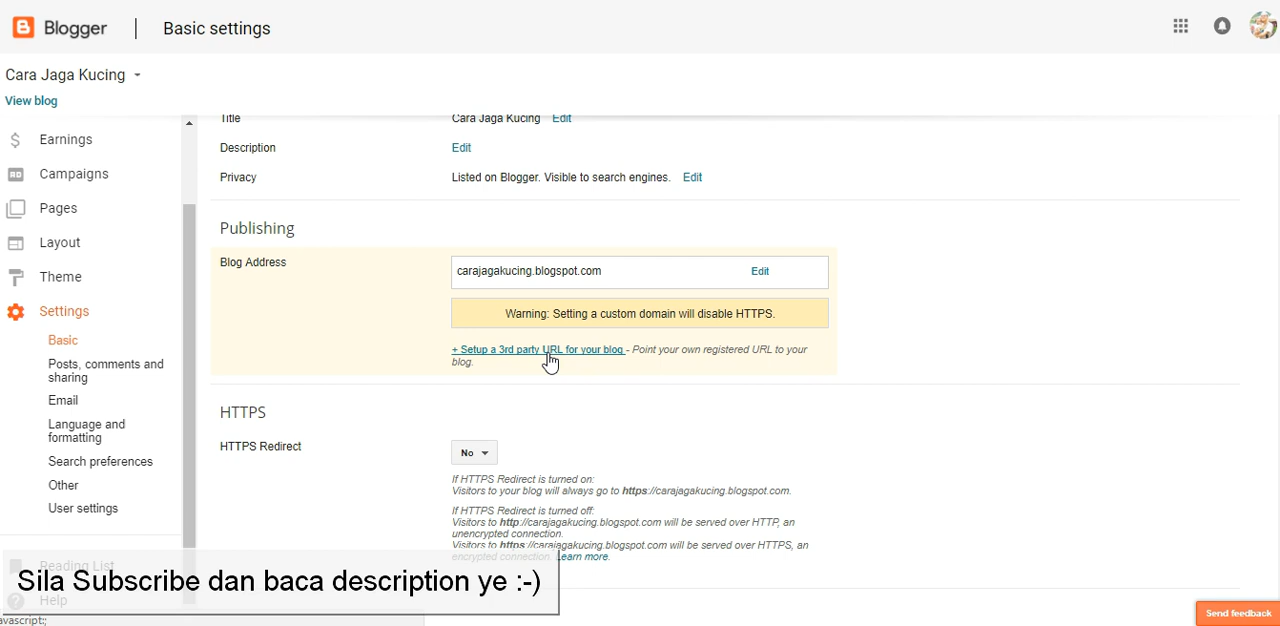 Blogger
Basic settings
Cara Jaga Kucing
View blog
Earnings
Campaigns
Pages
Layout
Theme
Settings
Basic
Posts, comments and
sharing
Email
Language and
formatting
Search preferences
Other
User settings
Reading List
Help
Title
Cara Jaga Kucing Edit
Description
Edit
Privacy
Listed on Blogger. Visible to search engines. Edit
Publishing
Blog Address
carajagakucing.blogspot.com Edit
Warning: Setting a custom domain will disable HTTPS.
+ Setup a 3rd party URL for your blog - Point your own registered URL to your
blog.
HTTPS
HTTPS Redirect
No
If HTTPS Redirect is turned on:
Visitors to your blog will always go to https://carajagakucing.blogspot.com.
If HTTPS Redirect is turned off:
Visitors to http://carajagakucing.blogspot.com will be served over HTTP, an
unencrypted connection.
Visitors to https://carajagakucing.blogspot.com will be served over HTTPS, an
encrypted connection. Learn more.
Sila Subscribe dan baca description ye :-)
avascript:;
Send feedback